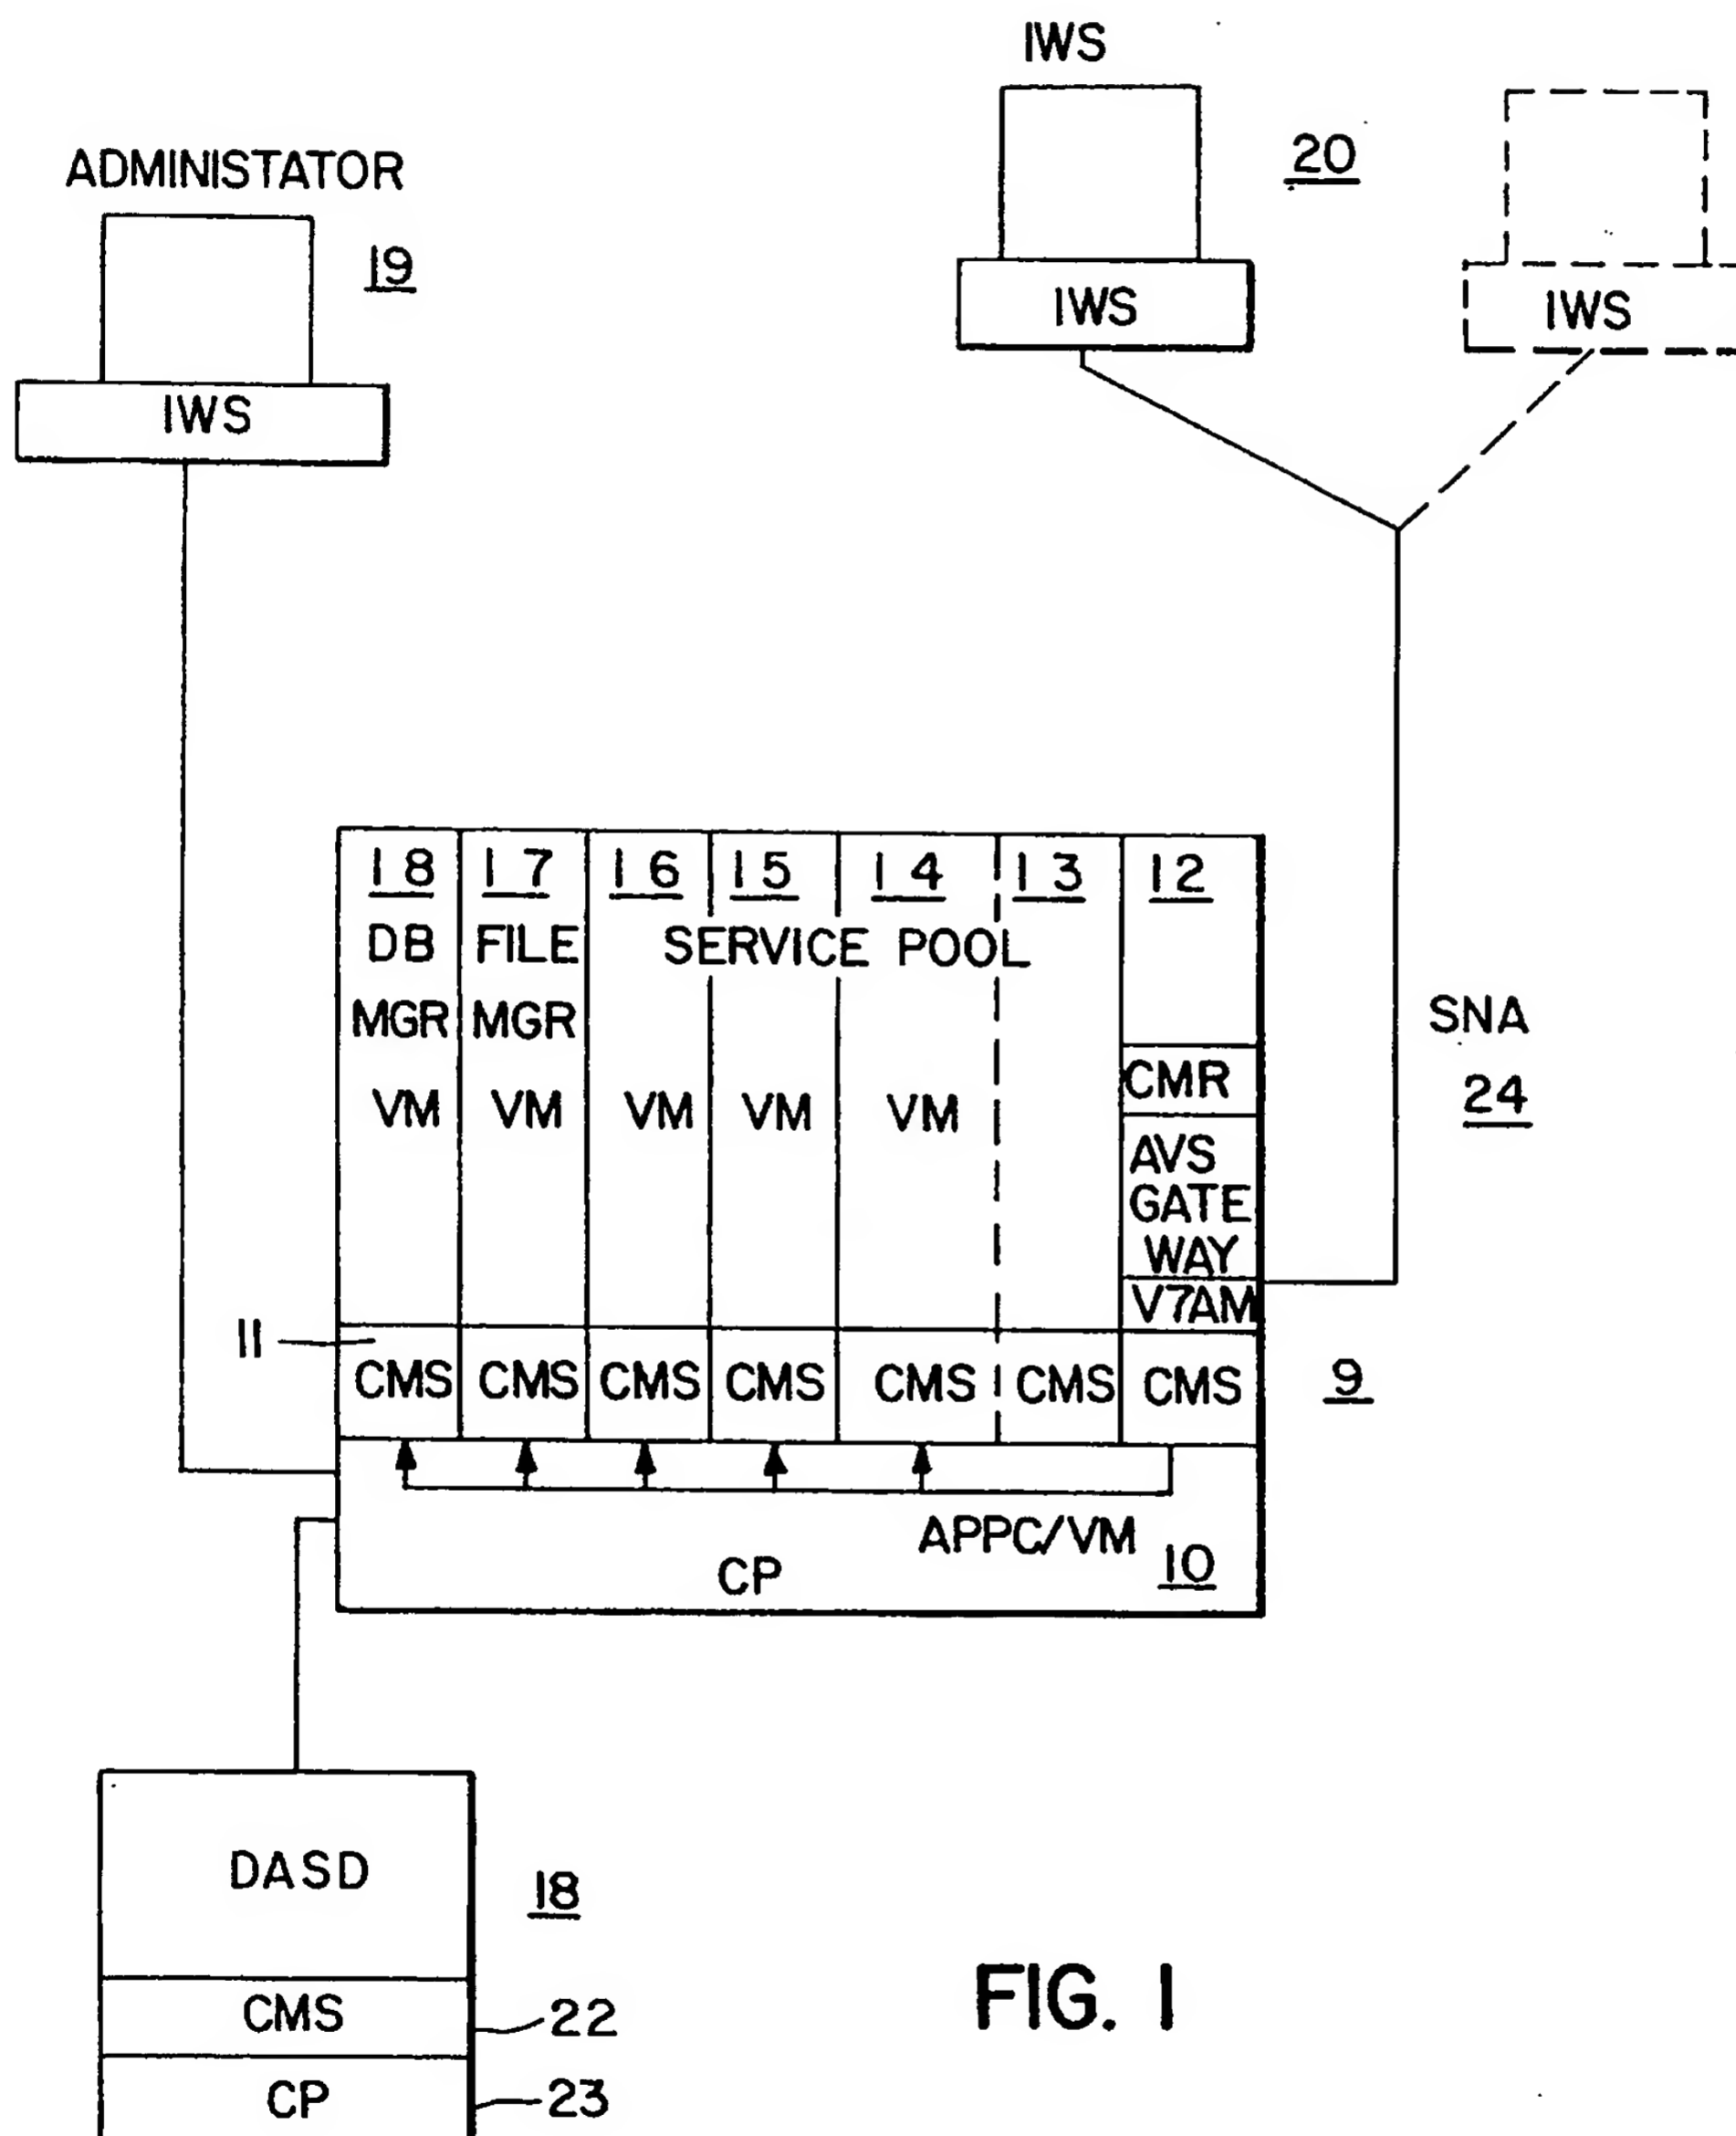 IWS
20
ADMINISTATOR
19
IWS
IWS
IWS
18 17 16 15 14 13 12
DB FILE SERVICE POOL
MGR MGR
VM VM VM VM VM
CMR
AVS
GATE
WAY
V7AM
SNA
24
11
CMS CMS CMS CMS CMS CMS CMS
9
APPC/VM
CP
10
DASD
18
CMS
22
CP
23
FIG. 1